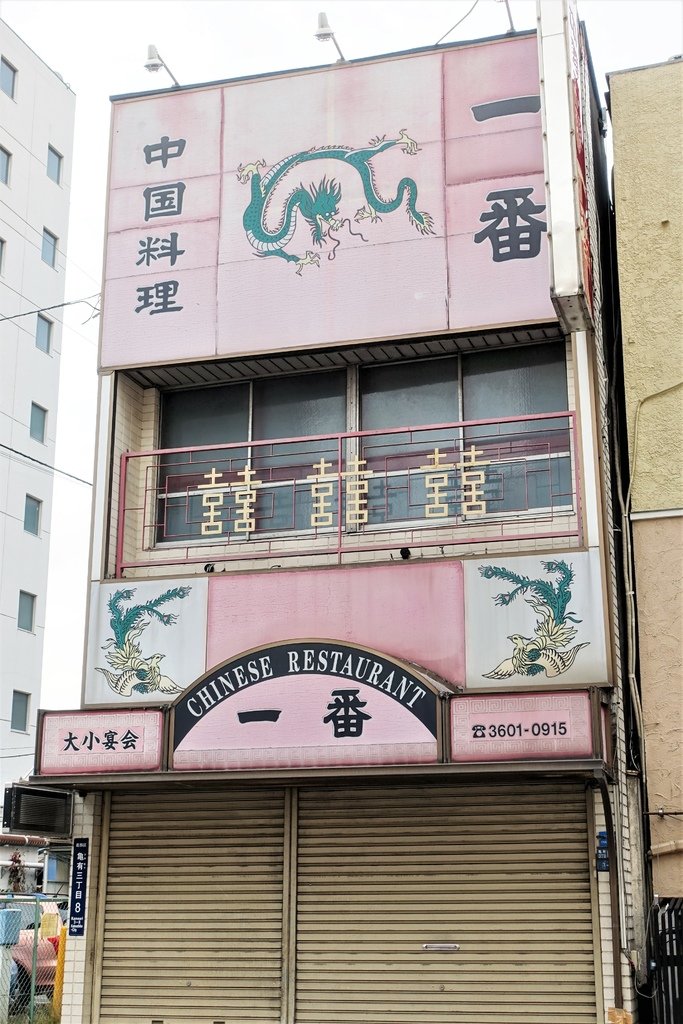 中国料理
一番
囍 囍 囍
CHINESE RESTAURANT
一番
大小宴会
☎3601-0915
亀有三丁目
8